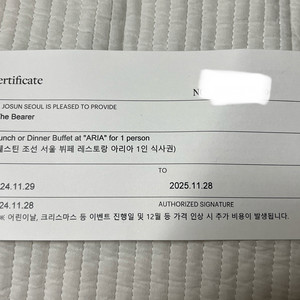 ertificate
N
JOSUN SEOUL IS PLEASED TO PROVIDE
he Bearer
unch or Dinner Buffet at "ARIA" for 1 person
스틴 조선 서울 뷔페 레스토랑 아리아 1인 식사권)
TO
24.11.29 2025.11.28
24.11.28 AUTHORIZED SIGNATURE
어린이날, 크리스마스 등 이벤트 진행일 및 12월 등 가격 인상 시 추가 비용이 발생됩니다.